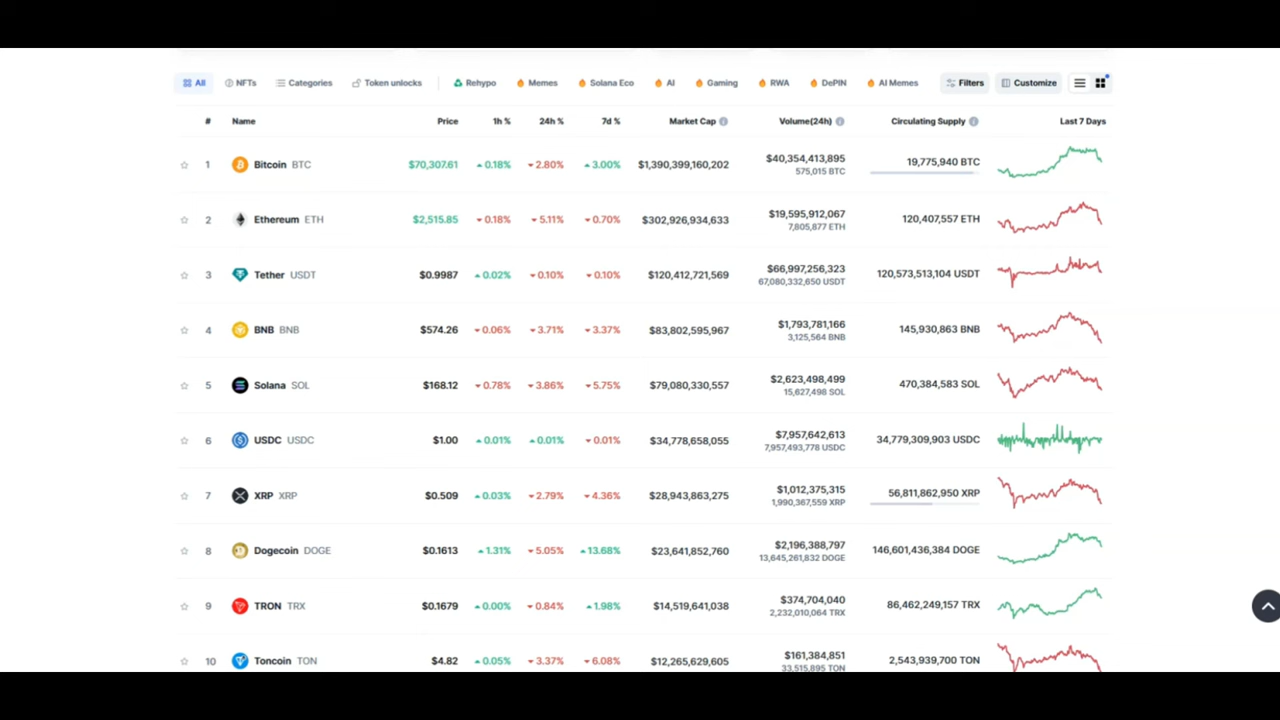 All NFTs Categories Token unlocks Rehypo Memes Solana Eco AI Gaming RWA DePIN AI Memes Filters Customize
# Name Price 1h % 24h % 7d % Market Cap Volume(24h) Circulating Supply Last 7 Days
1 Bitcoin BTC $70,307.61 0.18% 2.80% 3.00% $1,390,399,160,202 $40,354,413,895 19,775,940 BTC
575,015 BTC
2 Ethereum ETH $2,515.85 0.18% 5.11% 0.70% $302,926,934,633 $19,595,912,067 120,407,557 ETH
7,805,877 ETH
3 Tether USDT $0.9987 0.02% 0.10% 0.10% $120,412,721,569 $66,997,256,323 120,573,513,104 USDT
67,080,332,650 USDT
4 BNB BNB $574.26 0.06% 3.71% 3.37% $83,802,595,967 $1,793,781,166 145,930,863 BNB
3,125,564 BNB
5 Solana SOL $168.12 0.78% 3.86% 5.75% $79,080,330,557 $2,623,498,499 470,384,583 SOL
15,627,498 SOL
6 USDC USDC $1.00 0.01% 0.01% 0.01% $34,778,658,055 $7,957,642,613 34,779,309,903 USDC
7,957,493,778 USDC
7 XRP XRP $0.509 0.03% 2.79% 4.36% $28,943,863,275 $1,012,375,315 56,811,862,950 XRP
1,990,367,559 XRP
8 Dogecoin DOGE $0.1613 1.31% 5.05% 13.68% $23,641,852,760 $2,196,388,797 146,601,436,384 DOGE
13,645,261,832 DOGE
9 TRON TRX $0.1679 0.00% 0.84% 1.98% $14,519,641,038 $374,704,040 86,462,249,157 TRX
2,232,010,064 TRX
10 Toncoin TON $4.82 0.05% 3.37% 6.08% $12,265,629,605 $161,384,851 2,543,939,700 TON
33,515,895 TON